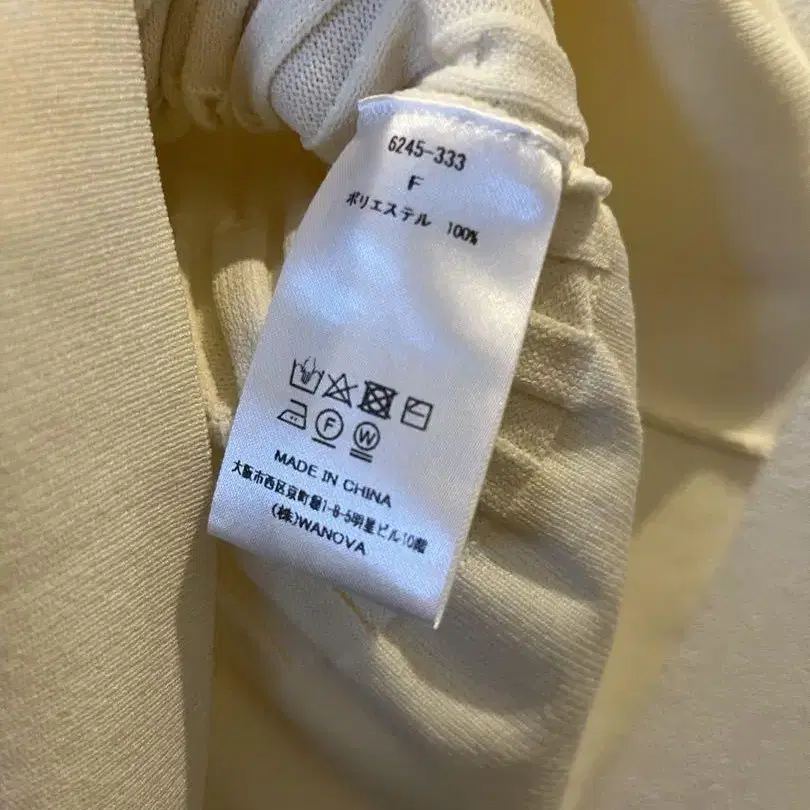 6245-333
F
ポリエステル 100%
F W
MADE IN CHINA
大阪市西区京町堀1-8-5明星ビル10階
(株)WANOVA